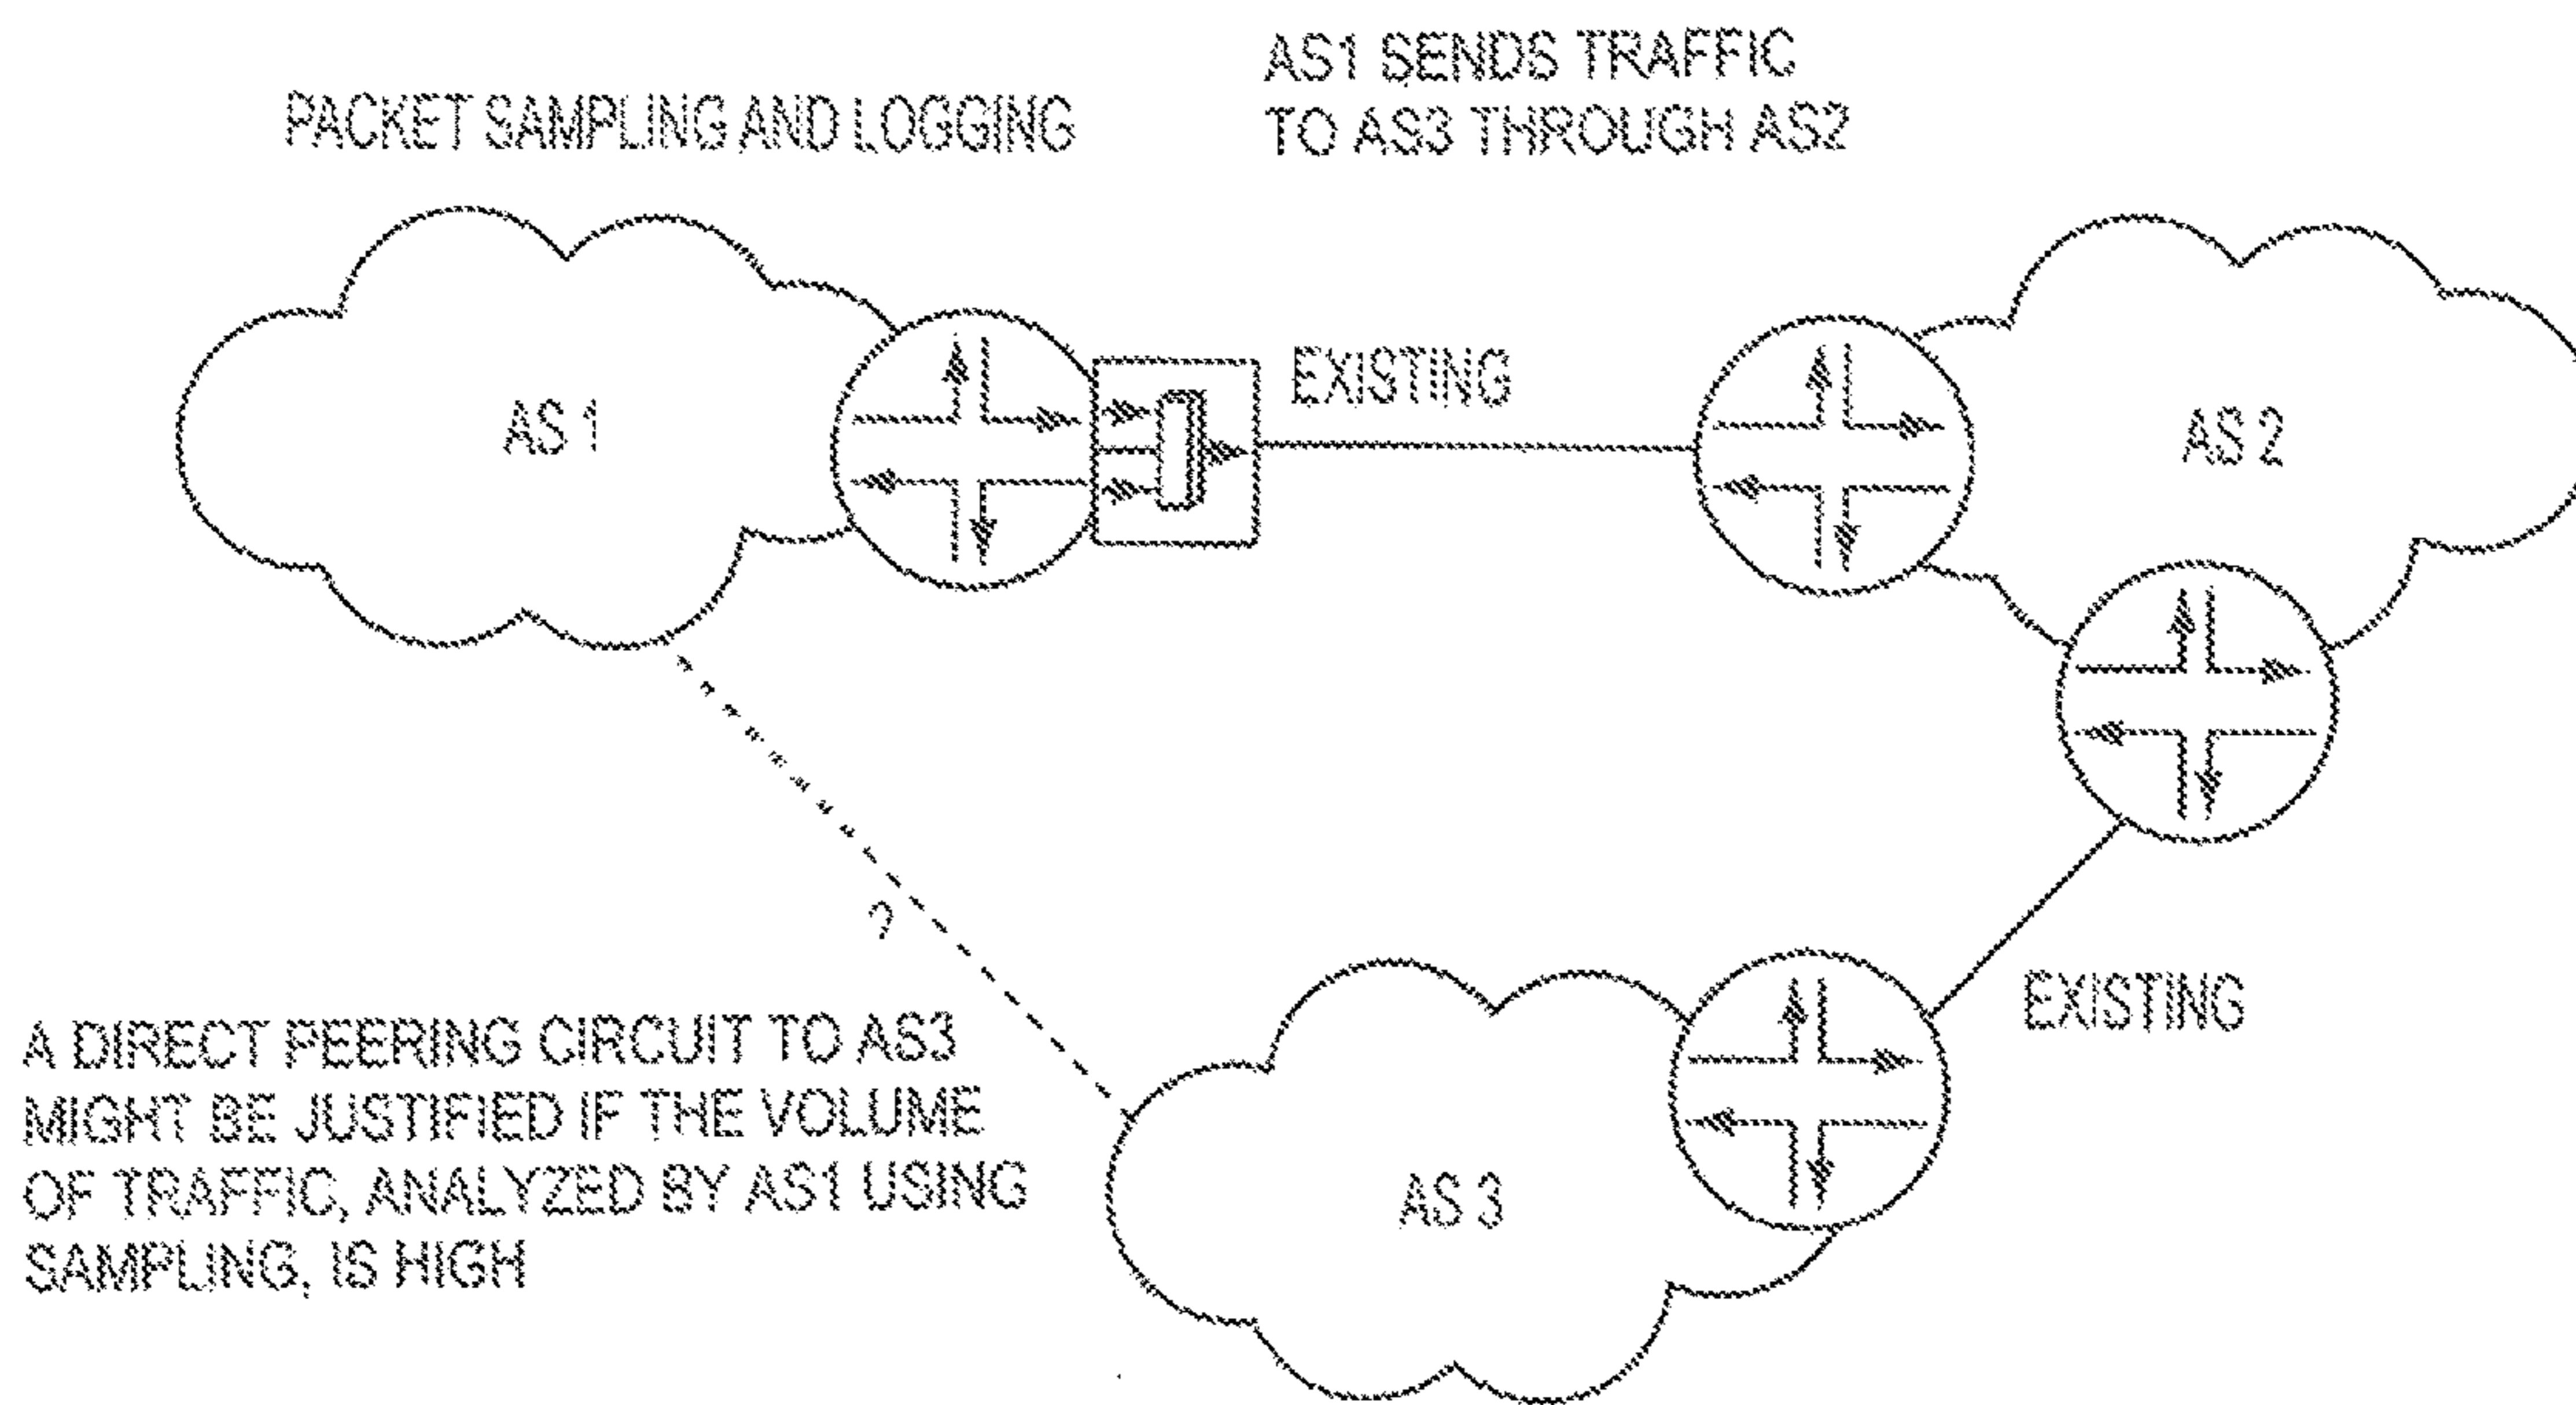 PACKET SAMPLING AND LOGGING
AS1 SENDS TRAFFIC
TO AS3 THROUGH AS2
EXISTING
AS 1
AS 2
?
EXISTING
A DIRECT PEERING CIRCUIT TO AS3
MIGHT BE JUSTIFIED IF THE VOLUME
OF TRAFFIC, ANALYZED BY AS1 USING
SAMPLING, IS HIGH
AS 3